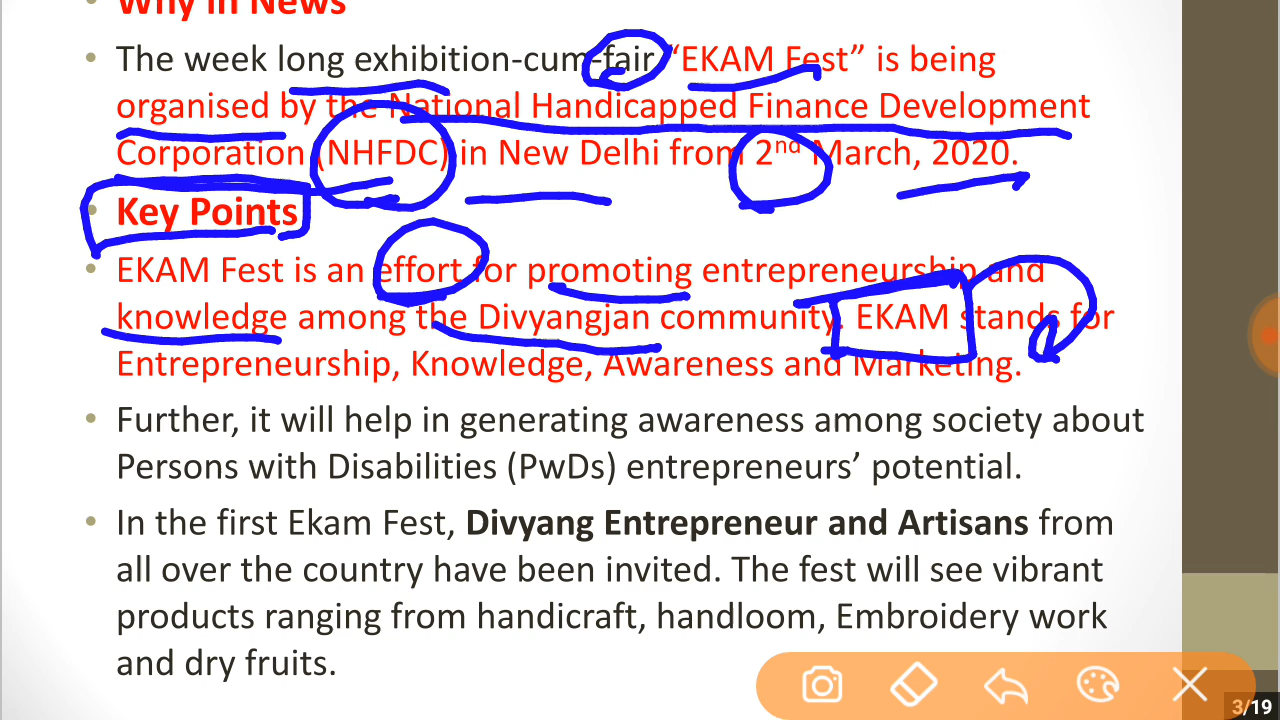 Why in News
• The week long exhibition-cum-fair “EKAM Fest” is being
organised by the National Handicapped Finance Development
Corporation (NHFDC) in New Delhi from 2nd March, 2020.
• Key Points
• EKAM Fest is an effort for promoting entrepreneurship and
knowledge among the Divyangjan community. EKAM stands for
Entrepreneurship, Knowledge, Awareness and Marketing.
• Further, it will help in generating awareness among society about
Persons with Disabilities (PwDs) entrepreneurs’ potential.
• In the first Ekam Fest, Divyang Entrepreneur and Artisans from
all over the country have been invited. The fest will see vibrant
products ranging from handicraft, handloom, Embroidery work
and dry fruits.
3/19